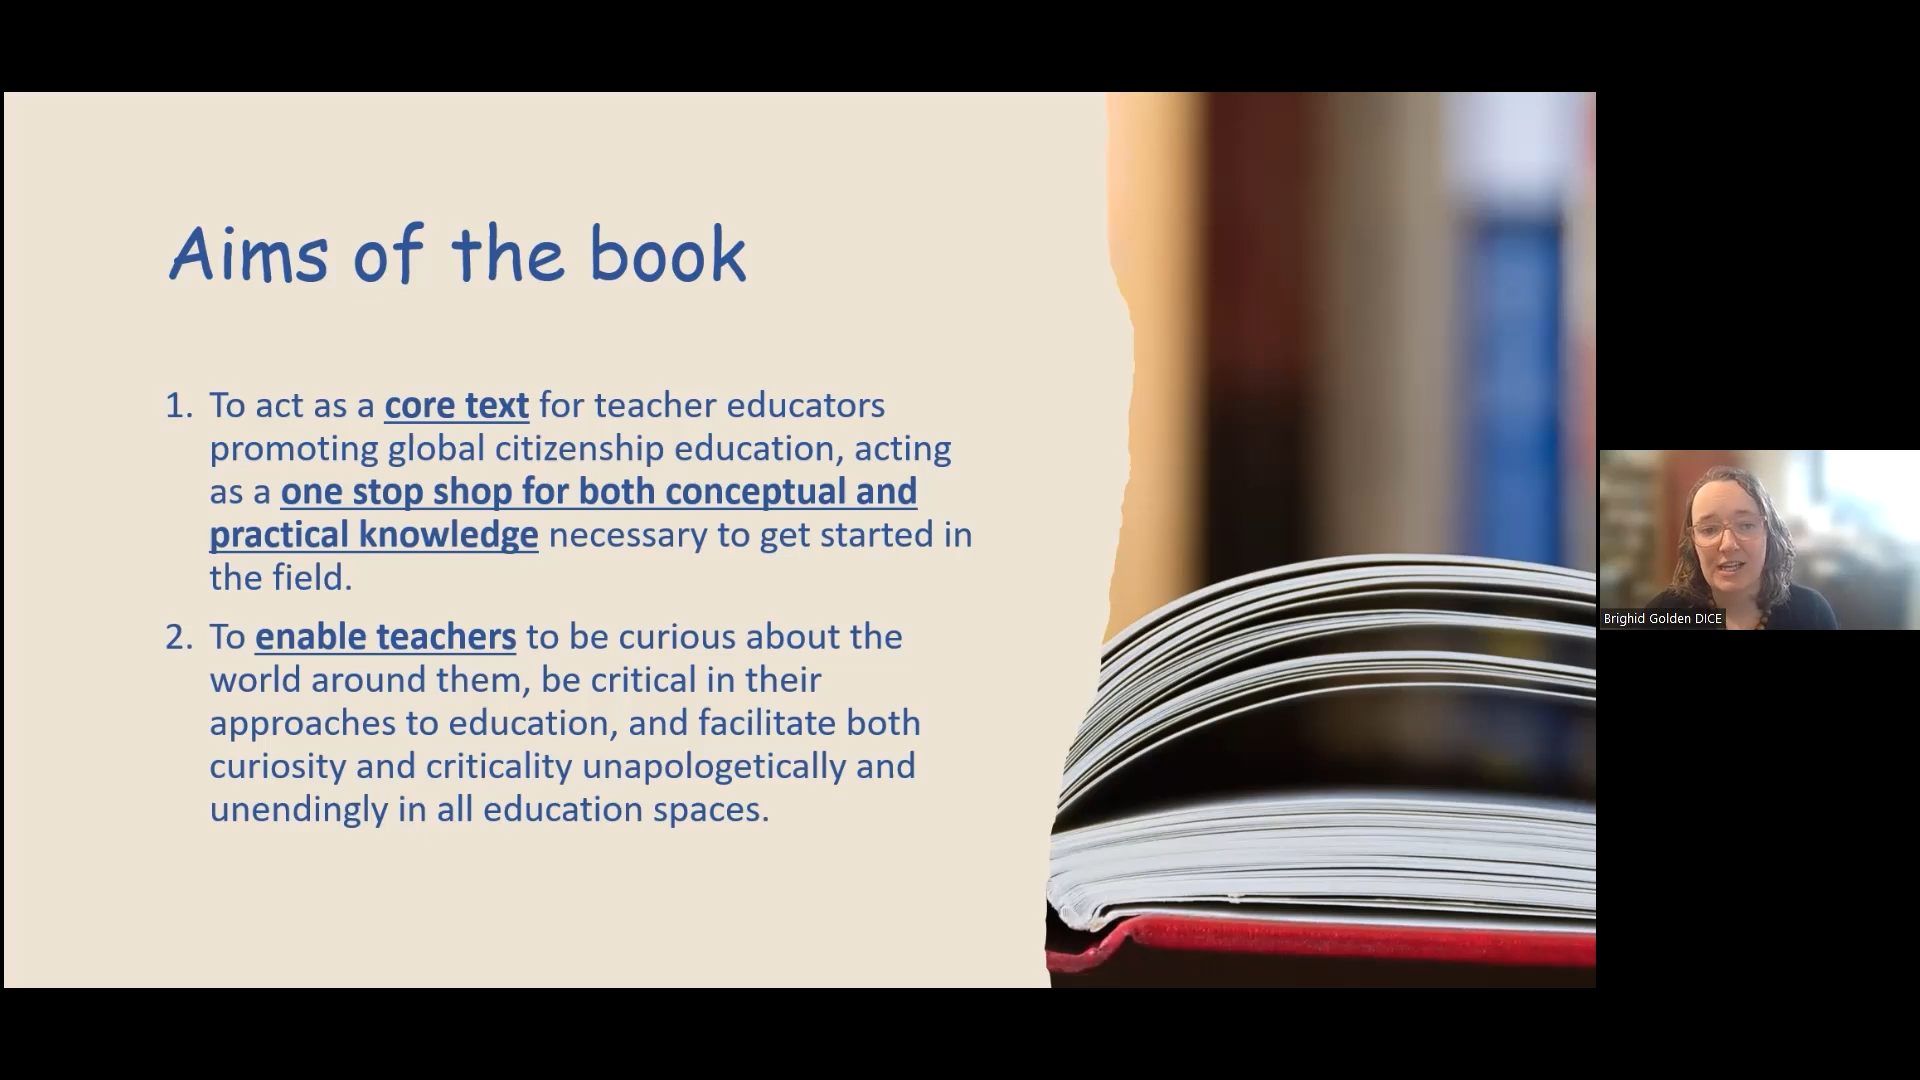 Aims of the book
1. To act as a core text for teacher educators
promoting global citizenship education, acting
as a one stop shop for both conceptual and
practical knowledge necessary to get started in
the field.
2. To enable teachers to be curious about the
world around them, be critical in their
approaches to education, and facilitate both
curiosity and criticality unapologetically and
unendingly in all education spaces.
Brighid Golden DICE